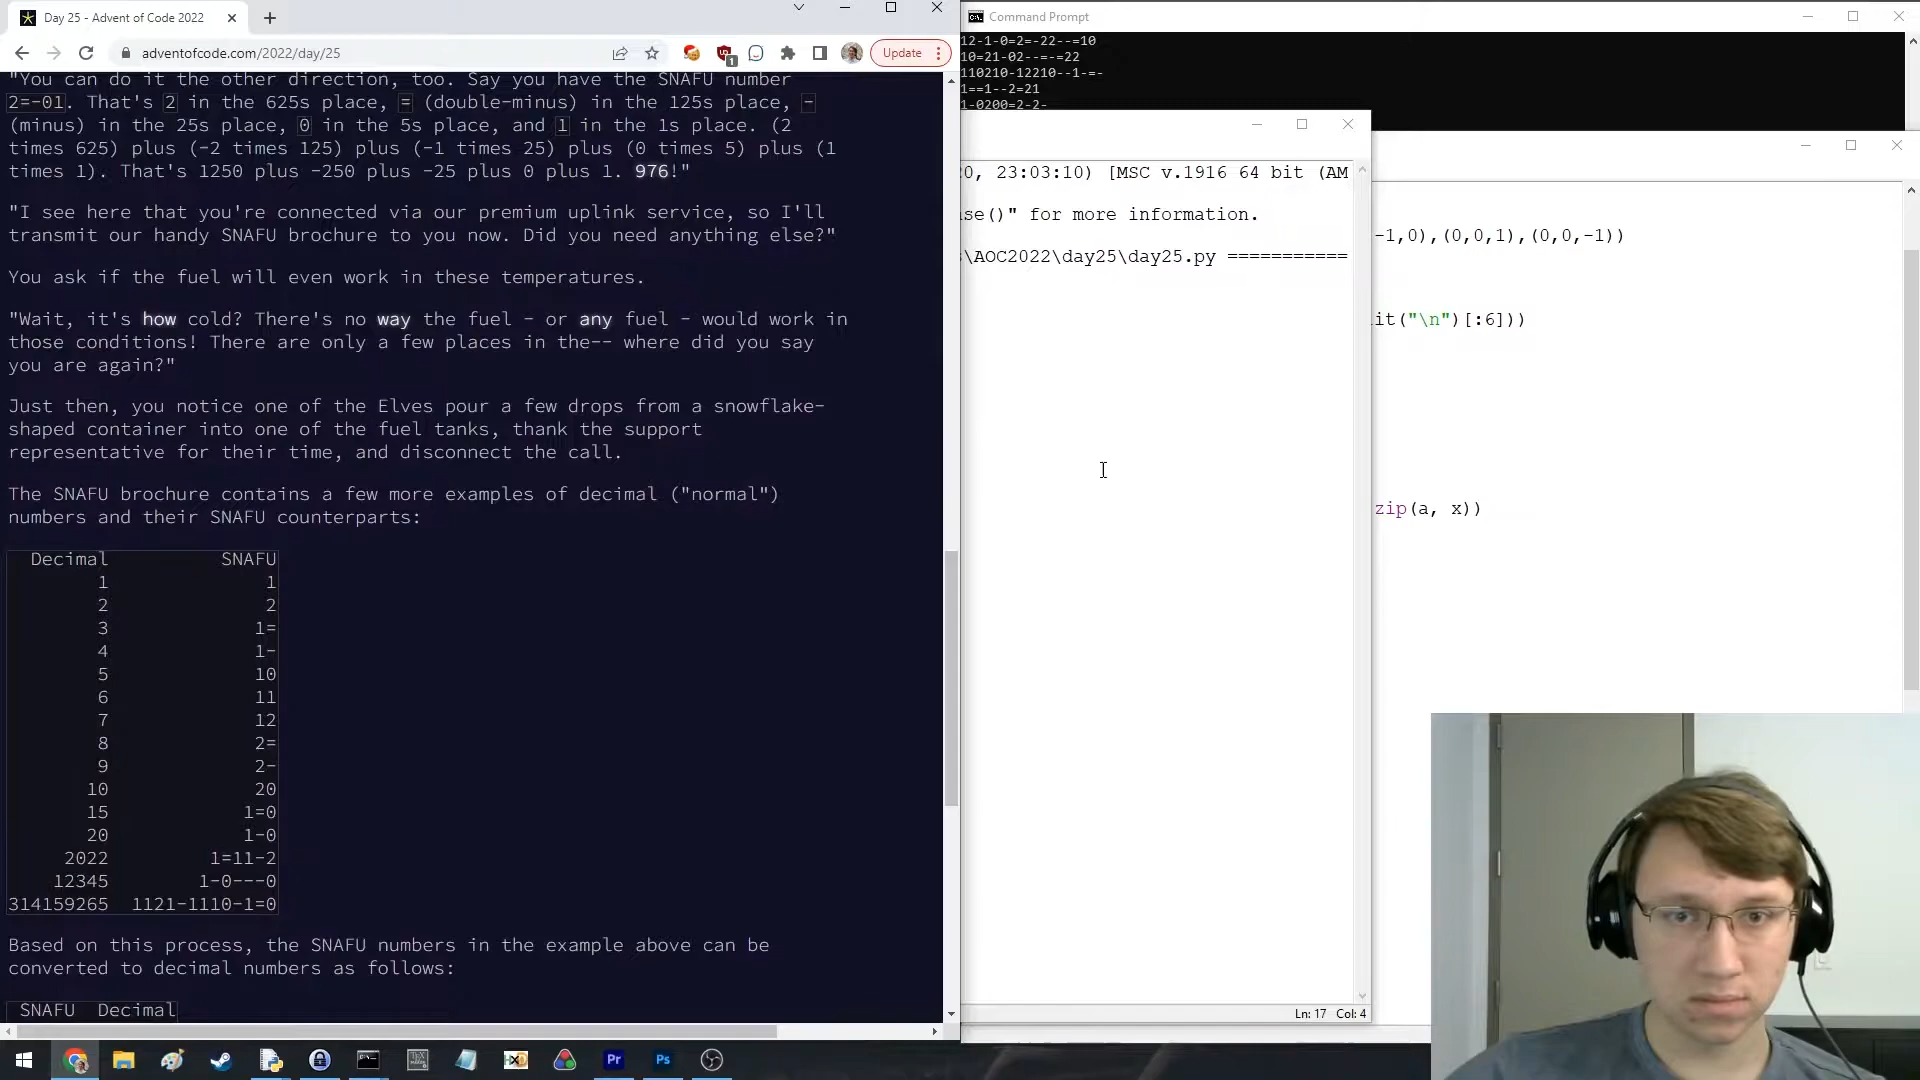 Day 25 - Advent of Code 2022
adventofcode.com/2022/day/25
Update
"You can do it the other direction, too. Say you have the SNAFU number
2=-01. That's 2 in the 625s place, = (double-minus) in the 125s place, -
(minus) in the 25s place, 0 in the 5s place, and 1 in the 1s place. (2
times 625) plus (-2 times 125) plus (-1 times 25) plus (0 times 5) plus (1
times 1). That's 1250 plus -250 plus -25 plus 0 plus 1. 976!"
"I see here that you're connected via our premium uplink service, so I'll
transmit our handy SNAFU brochure to you now. Did you need anything else?"
You ask if the fuel will even work in these temperatures.
"Wait, it's how cold? There's no way the fuel - or any fuel - would work in
those conditions! There are only a few places in the-- where did you say
you are again?"
Just then, you notice one of the Elves pour a few drops from a snowflake-
shaped container into one of the fuel tanks, thank the support
representative for their time, and disconnect the call.
The SNAFU brochure contains a few more examples of decimal ("normal")
numbers and their SNAFU counterparts:
Decimal SNAFU
1 1
2 2
3 1=
4 1-
5 10
6 11
7 12
8 2=
9 2-
10 20
15 1=0
20 1-0
2022 1=11-2
12345 1-0---0
314159265 1121-1110-1=0
Based on this process, the SNAFU numbers in the example above can be
converted to decimal numbers as follows:
SNAFU Decimal
Command Prompt
12-1-0=2=-22--=10
10=21-02--=-=22
110210-12210--1-=-
1==1--2=21
1-0200=2-2-
20, 23:03:10) [MSC v.1916 64 bit (AM
nse()" for more information.
s\AOC2022\day25\day25.py ===========
Ln: 17 Col: 4
-1,0),(0,0,1),(0,0,-1))
it("\n")[:6]))
zip(a, x))
Pr
Ps